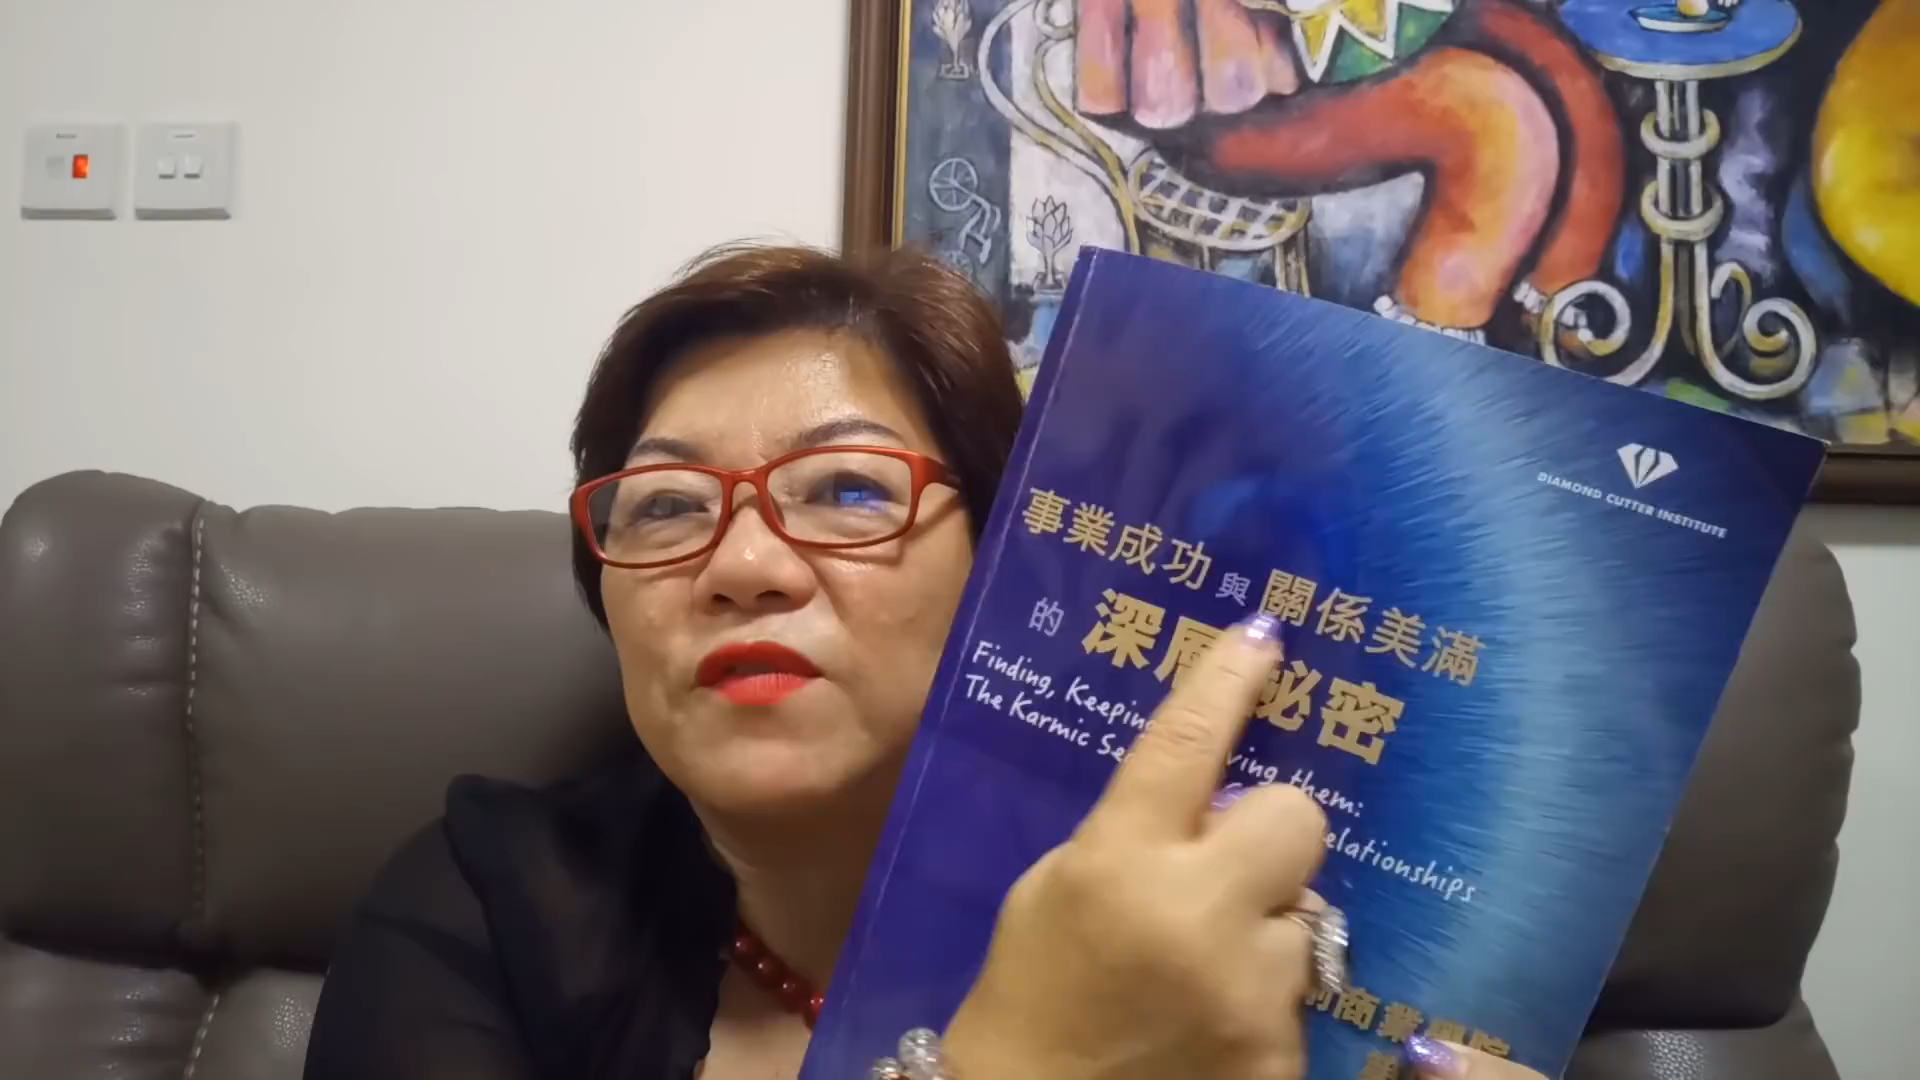 DIAMOND CUTTER INSTITUTE
事業成功與關係美滿
的深層秘密
Finding, Keeping ving them:
The Karmic Se elationships
商業學院